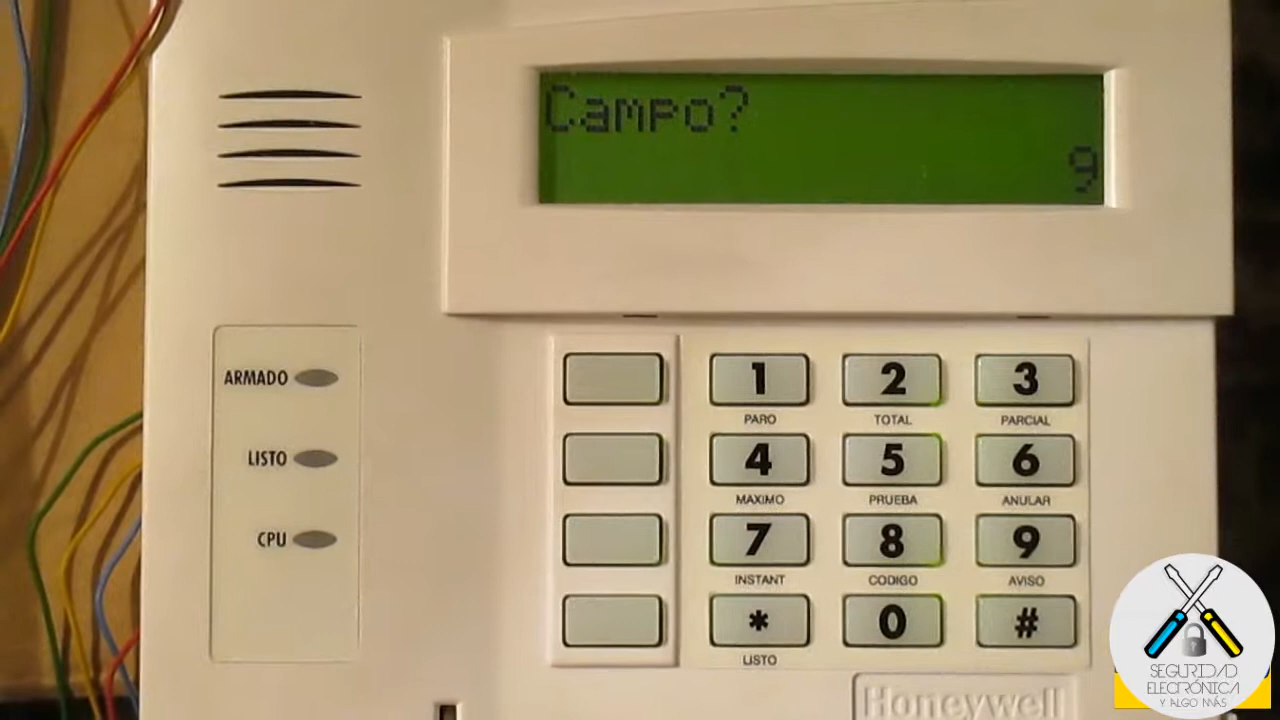 Campo?
9
ARMADO
LISTO
CPU
1 2 3
PARO TOTAL PARCIAL
4 5 6
MAXIMO PRUEBA ANULAR
7 8 9
INSTANT CODIGO AVISO
* 0 #
LISTO
Honeywell
SEGURIDAD
ELECTRÓNICA
Y ALGO MÁS